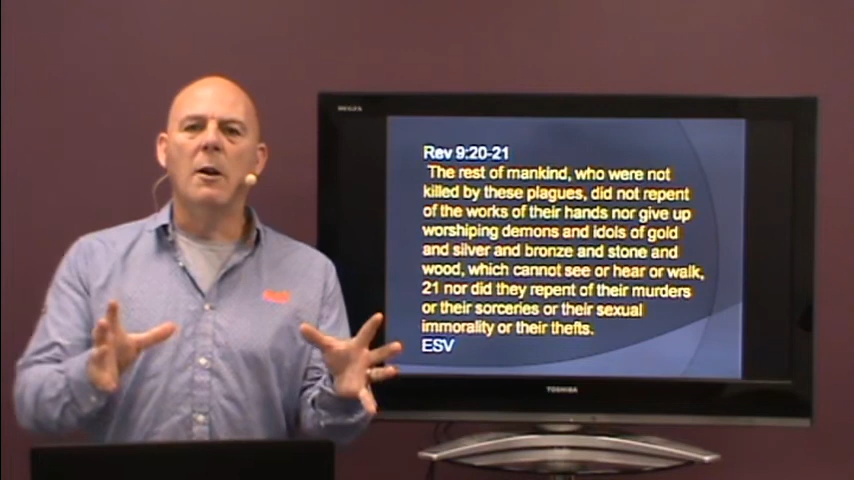 Rev 9:20-21
The rest of mankind, who were not
killed by these plagues, did not repent
of the works of their hands nor give up
worshiping demons and idols of gold
and silver and bronze and stone and
wood, which cannot see or hear or walk,
21 nor did they repent of their murders
or their sorceries or their sexual
immorality or their thefts.
ESV
TOSHIBA